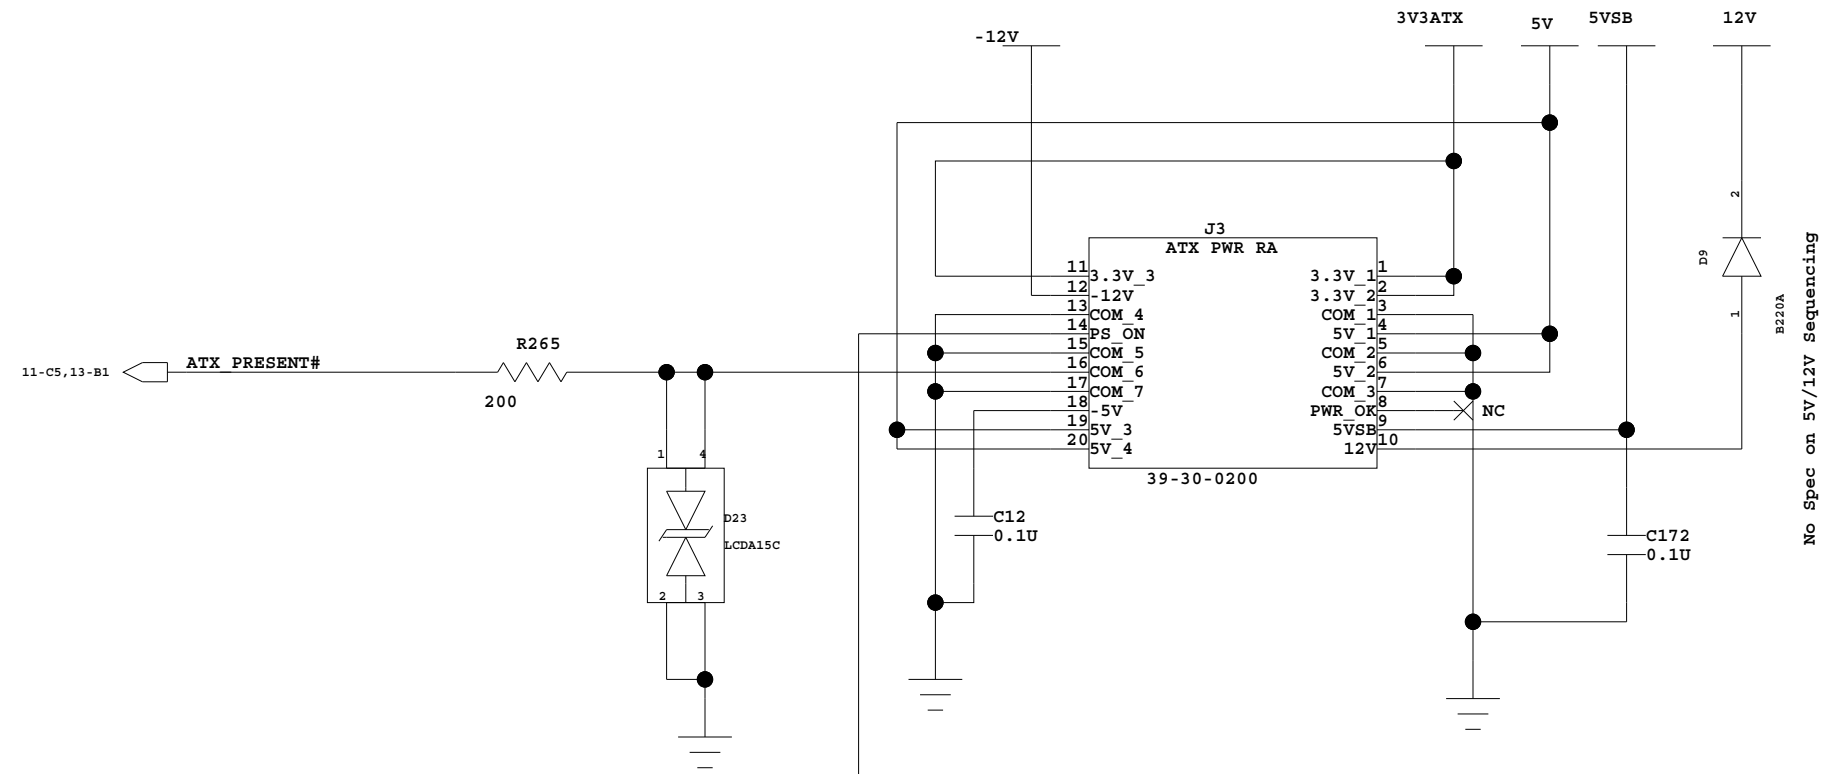 3V3ATX
5V
5VSB
12V
-12V
J3
ATX PWR RA
11 3.3V_3
12 -12V
13 COM_4
14 PS_ON
15 COM_5
16 COM_6
17 COM_7
18 -5V
19 5V_3
20 5V_4
3.3V_1 1
3.3V_2 2
COM_1 3
5V_1 4
COM_2 5
5V_2 6
COM_3 7
PWR_OK 8
NC
5VSB 9
12V 10
39-30-0200
11-C5,13-B1
ATX_PRESENT#
R265
200
1 4
D23
LCDA15C
2 3
C12
0.1U
C172
0.1U
2
D9
B220A
1
No Spec on 5V/12V Sequencing